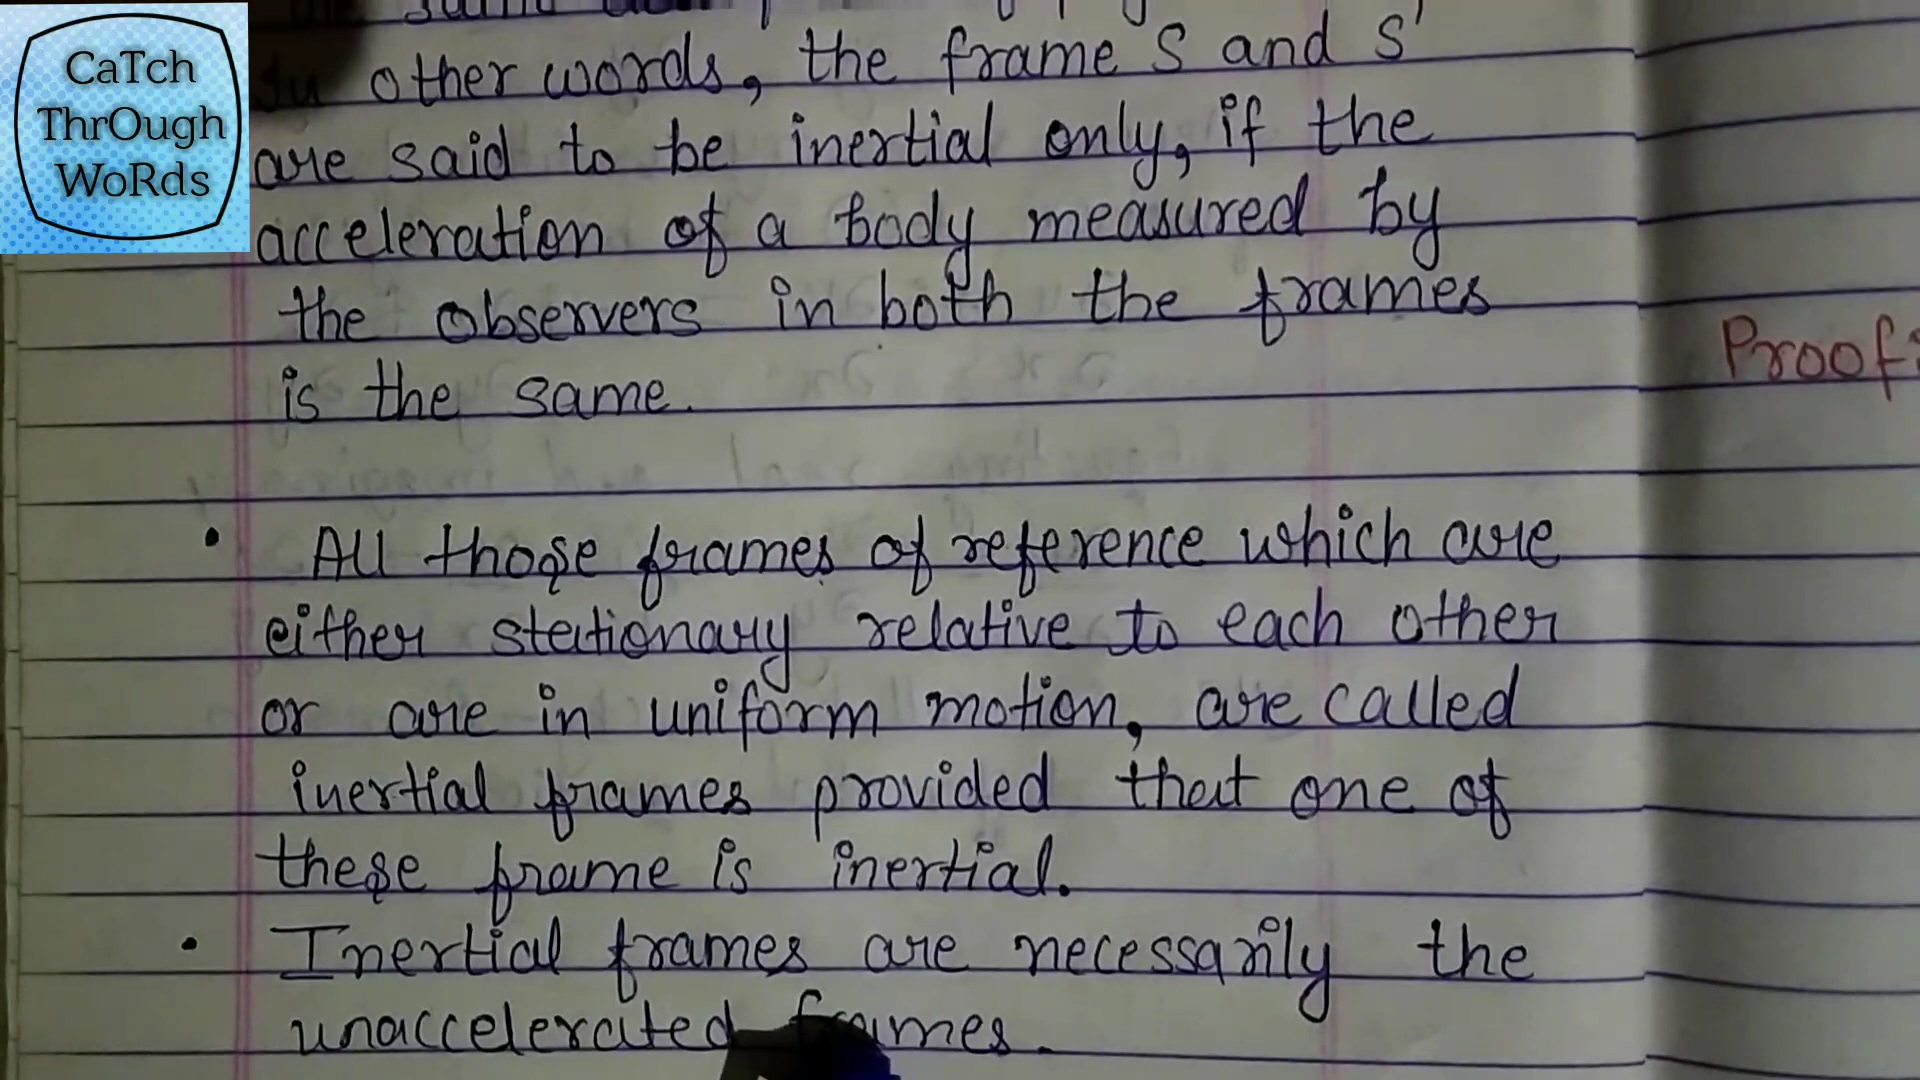 CaTch
ThrOugh
WoRds
In other words, the frame S and S'
are said to be inertial only, if the
acceleration of a body measured by
the observers in both the frames
is the same.
• All those frames of reference which are
either stationary relative to each other
or are in uniform motion, are called
inertial frames provided that one of
these frame is inertial.
• Inertial frames are necessarily the
unaccelerated frames.
Proof: